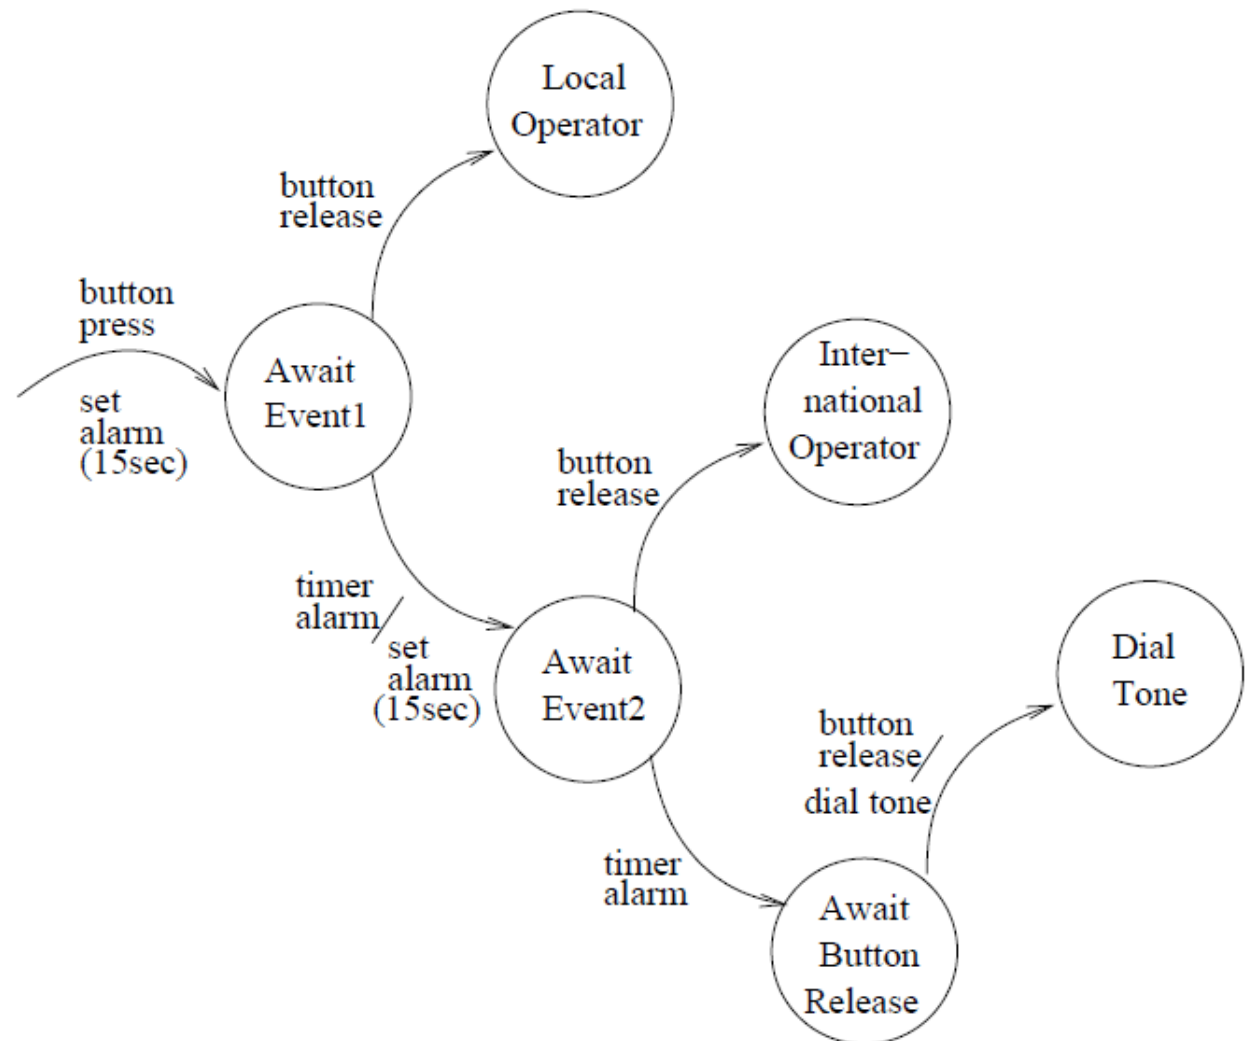 Local
Operator
button
release
button
press
set
alarm
(15sec)
Await
Event1
Inter−
national
Operator
button
release
timer
alarm
set
alarm
(15sec)
Await
Event2
Dial
Tone
button
release
dial tone
timer
alarm
Await
Button
Release